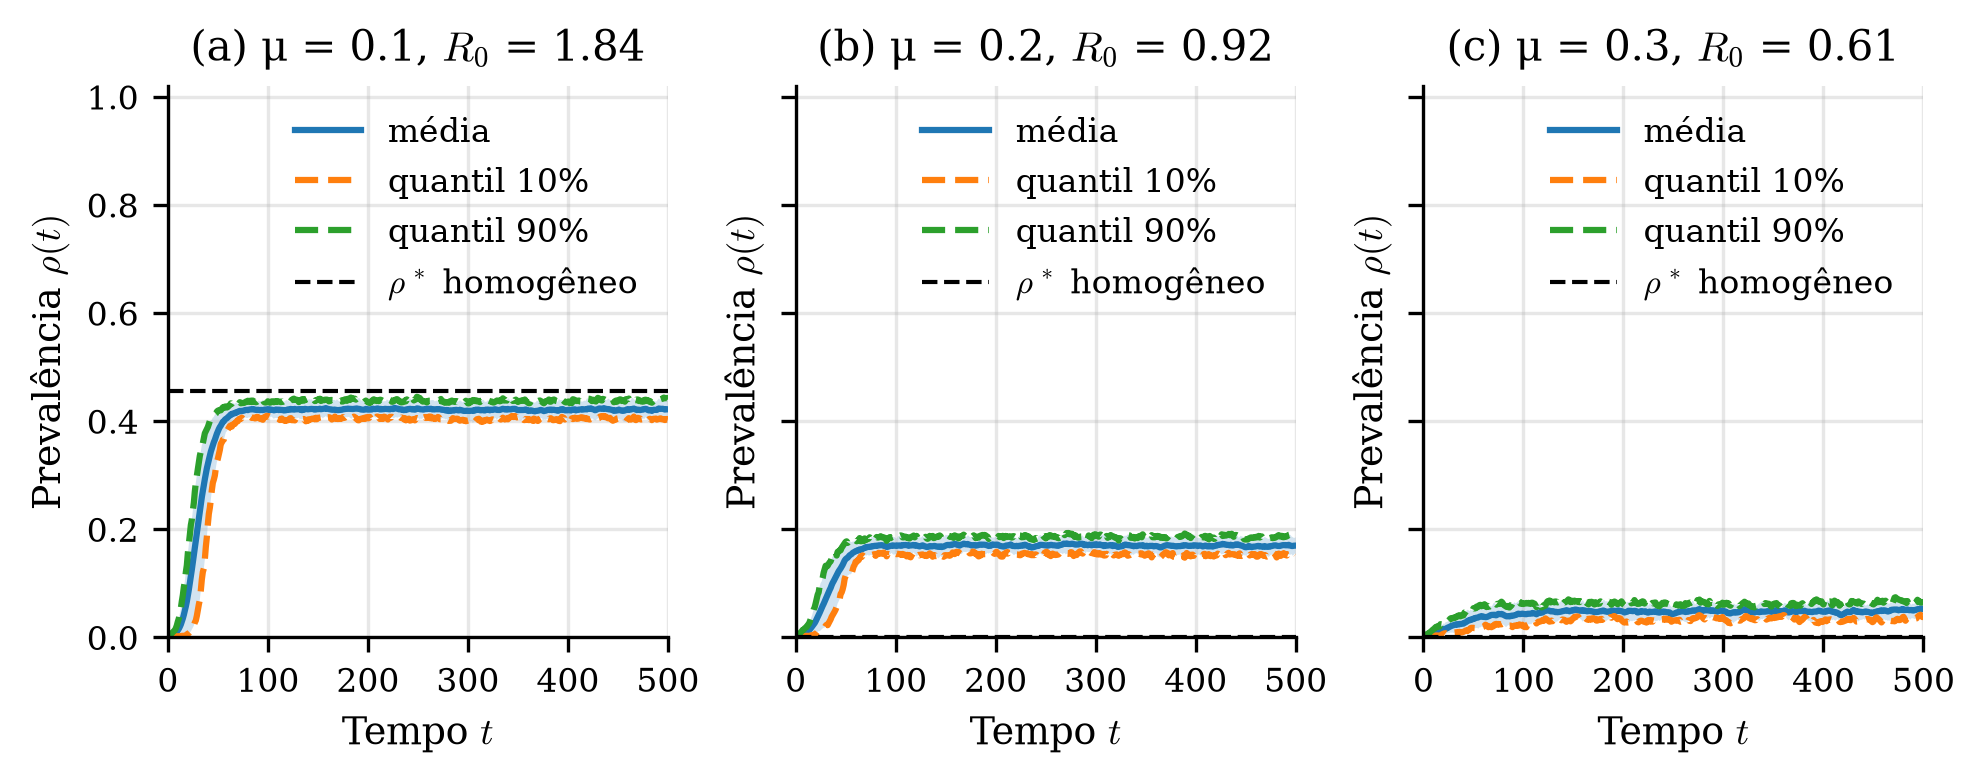 (a) μ = 0.1, R₀ = 1.84
1.0
0.8
0.6
0.4
0.2
0.0
0 100 200 300 400 500
Prevalência ρ(t)
Tempo t
média
quantil 10%
quantil 90%
ρ* homogêneo
(b) μ = 0.2, R₀ = 0.92
0 100 200 300 400 500
Prevalência ρ(t)
Tempo t
média
quantil 10%
quantil 90%
ρ* homogêneo
(c) μ = 0.3, R₀ = 0.61
0 100 200 300 400 500
Prevalência ρ(t)
Tempo t
média
quantil 10%
quantil 90%
ρ* homogêneo